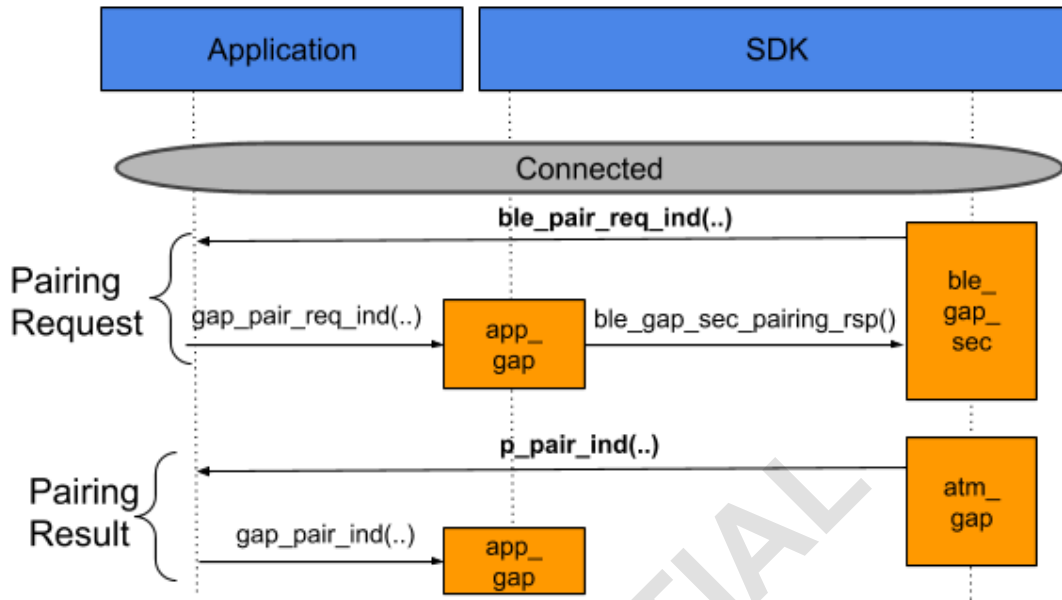 Application
SDK
Connected
ble_pair_req_ind(..)
Pairing
Request
gap_pair_req_ind(..)
app_
gap
ble_gap_sec_pairing_rsp()
ble_
gap_
sec
p_pair_ind(..)
Pairing
Result
gap_pair_ind(..)
app_
gap
atm_
gap
TIAL